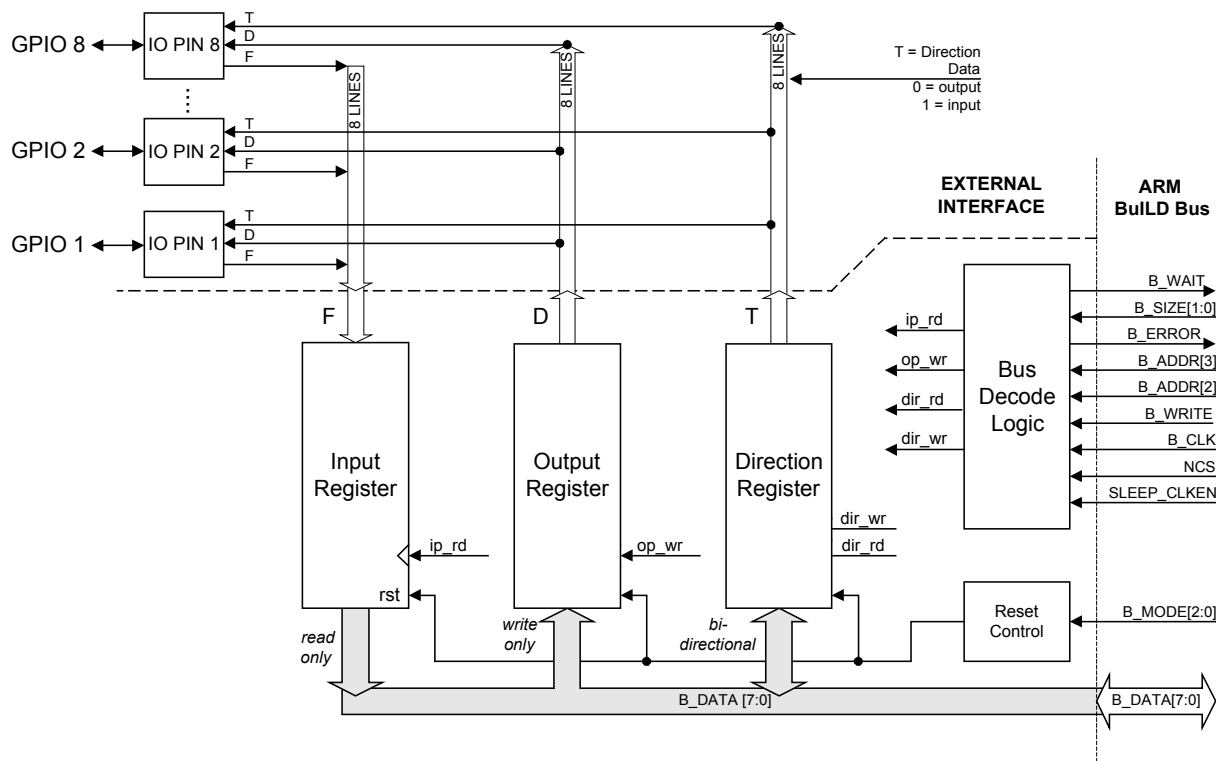 T
GPIO 8
IO PIN 8
D
F
8 LINES
8 LINES
8 LINES
T = Direction
Data
0 = output
1 = input
T
GPIO 2
IO PIN 2
D
F
EXTERNAL
INTERFACE
ARM
BuILD Bus
T
GPIO 1
IO PIN 1
D
F
F
D
T
Input
Register
ip_rd
rst
Output
Register
op_wr
Direction
Register
dir_wr
dir_rd
ip_rd
op_wr
dir_rd
dir_wr
Bus
Decode
Logic
B_WAIT
B_SIZE[1:0]
B_ERROR
B_ADDR[3]
B_ADDR[2]
B_WRITE
B_CLK
NCS
SLEEP_CLKEN
read
only
write
only
bi-
directional
Reset
Control
B_MODE[2:0]
B_DATA [7:0]
B_DATA[7:0]